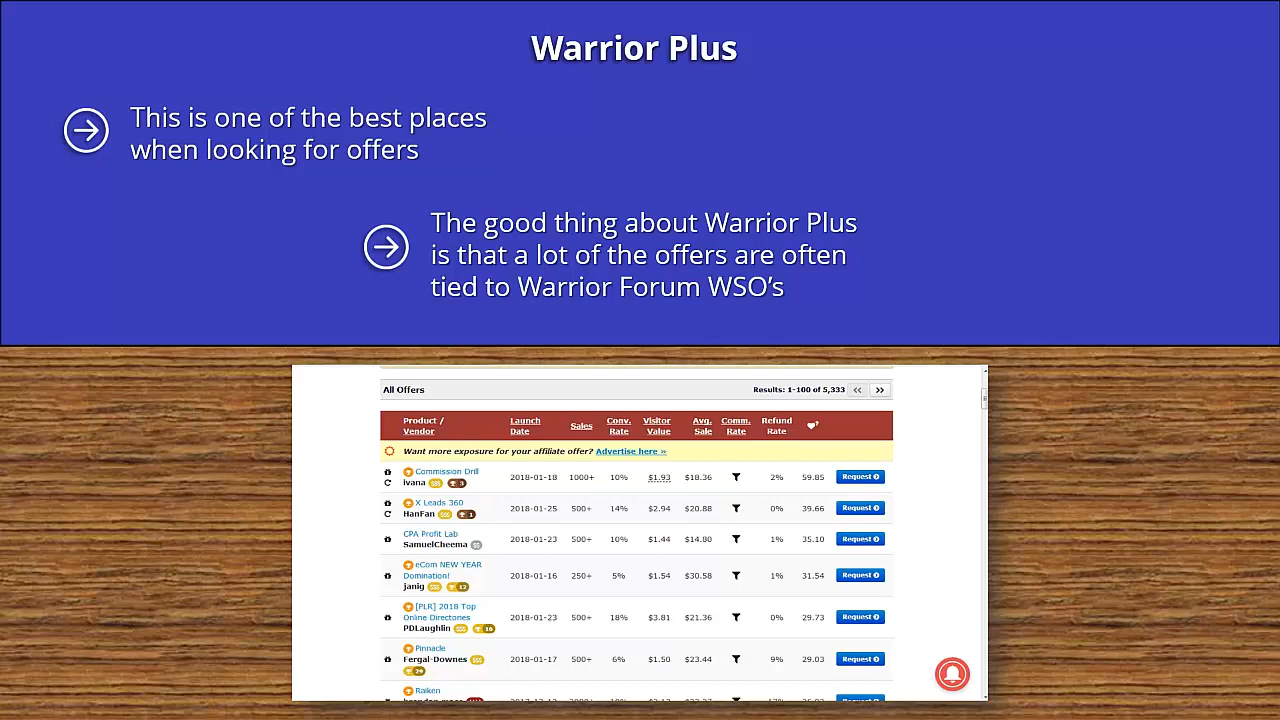 Warrior Plus
This is one of the best places
when looking for offers
The good thing about Warrior Plus
is that a lot of the offers are often
tied to Warrior Forum WSO’s
All Offers Results: 1-100 of 5,333 << >>
Product / Vendor Launch Date Sales Conv. Rate Visitor Value Avg. Sale Comm. Rate Refund Rate ?
Want more exposure for your affiliate offer? Advertise here »
Commission Drill
ivana $$$ 3 2018-01-18 1000+ 10% $1.93 $18.36 2% 59.85 Request
X Leads 360
HanFan $$$ 1 2018-01-25 500+ 14% $2.94 $20.88 0% 39.66 Request
CPA Profit Lab
SamuelCheema $$ 2018-01-23 500+ 10% $1.44 $14.80 1% 35.10 Request
eCom NEW YEAR
Domination!
janig $$$ 12 2018-01-16 250+ 5% $1.54 $30.58 1% 31.54 Request
[PLR] 2018 Top
Online Directories
PDLaughlin $$$ 16 2018-01-23 500+ 18% $3.81 $21.36 0% 29.73 Request
Pinnacle
Fergal-Downes $$$ 29 2018-01-17 500+ 6% $1.50 $23.44 9% 29.03 Request
Raiken